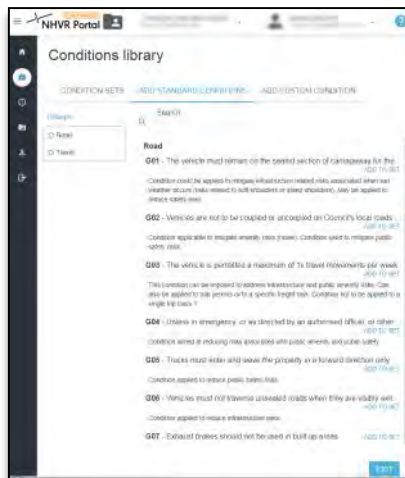 NHVR Portal
Conditions library
CONDITION SETS ADD STANDARD CONDITIONS ADD CUSTOM CONDITION
Search
Road
Travel
Road
G01 - The vehicle must remain on the sealed section of carriageway for the
ADD TO SET
Condition could be applied to mitigate infrastructure related risks associated when wet
weather occurs (risks related to soft shoulders or shoulders). May be applied to
reduce safety risks.
G02 - Vehicles are not to be coupled or uncoupled on Council's local roads
ADD TO SET
Condition applicable to mitigate amenity risks (noise). Condition used to mitigate public
safety risks.
G03 - The vehicle is permitted a maximum of 1x travel movements per week
ADD TO SET
This condition can be imposed to address infrastructure and public amenity risks. Can
also be applied to link permits to a specific freight task. Condition not to be applied to a
single trip
G04 - Unless in emergency, or as directed by an authorised officer, or other
ADD TO SET
Condition aimed at reducing risks associated with public amenity and public safety
G05 - Trucks must enter and leave the property in a forward direction only
ADD TO SET
Condition applied to reduce public safety risks.
G06 - Vehicles must not traverse unsealed roads when they are visibly wet.
ADD TO SET
Condition applied to reduce infrastructure risks.
G07 - Exhaust brakes should not be used in built up areas
ADD TO SET
EXIT